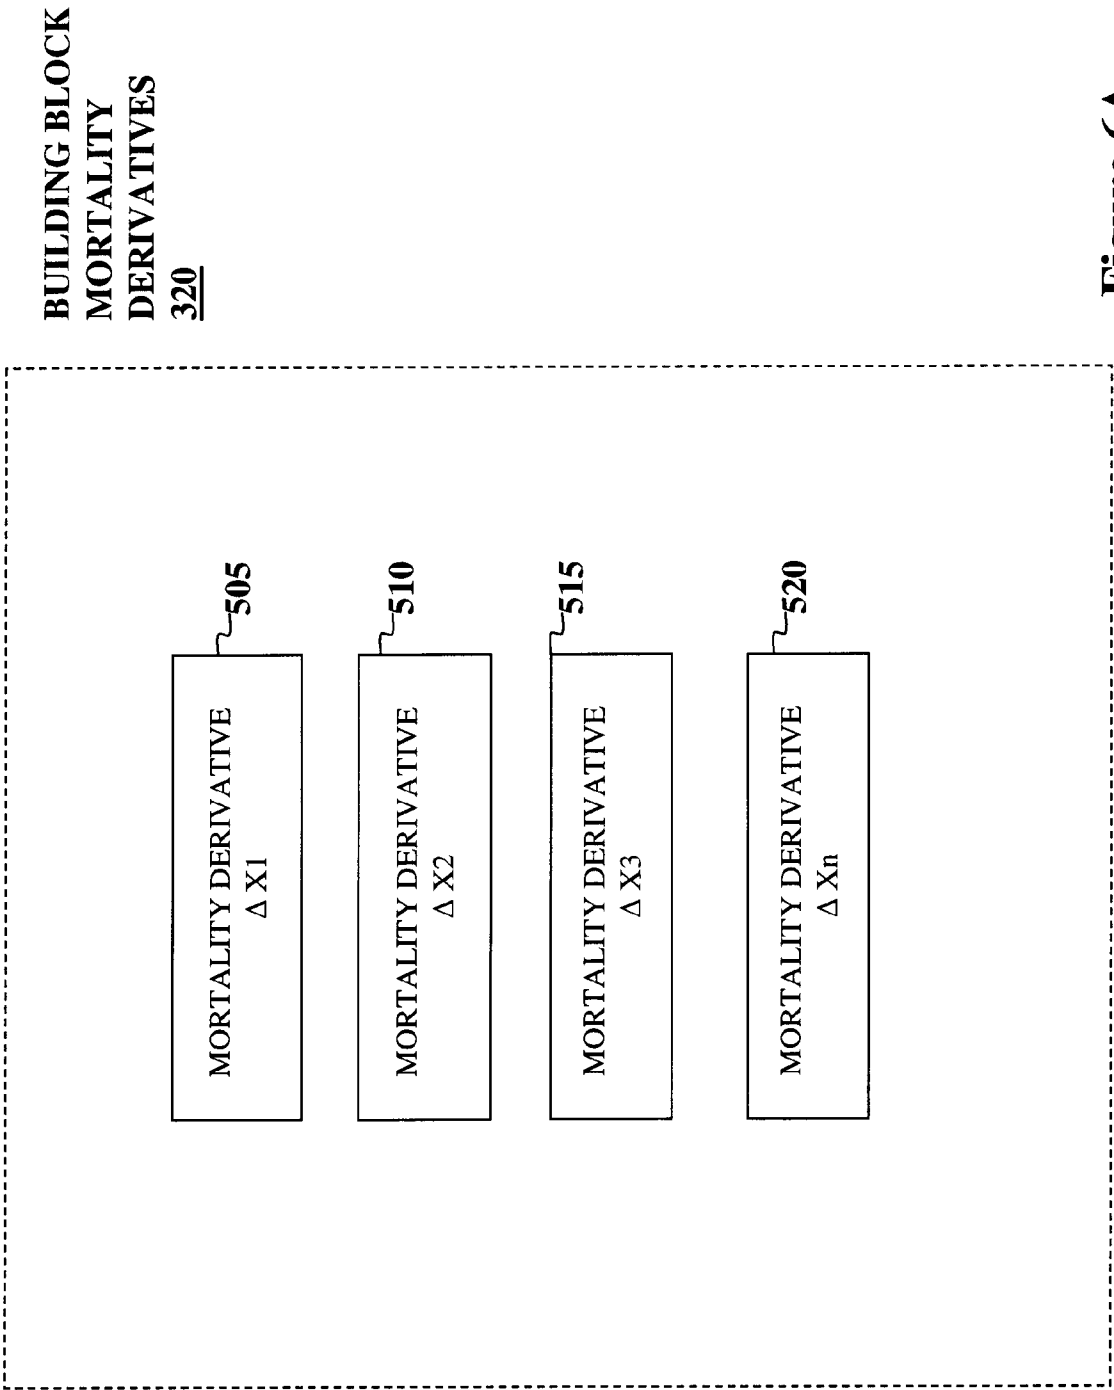 BUILDING BLOCK
MORTALITY
DERIVATIVES
320
MORTALITY DERIVATIVE
Δ X1
505
MORTALITY DERIVATIVE
Δ X2
510
MORTALITY DERIVATIVE
Δ X3
515
MORTALITY DERIVATIVE
Δ Xn
520